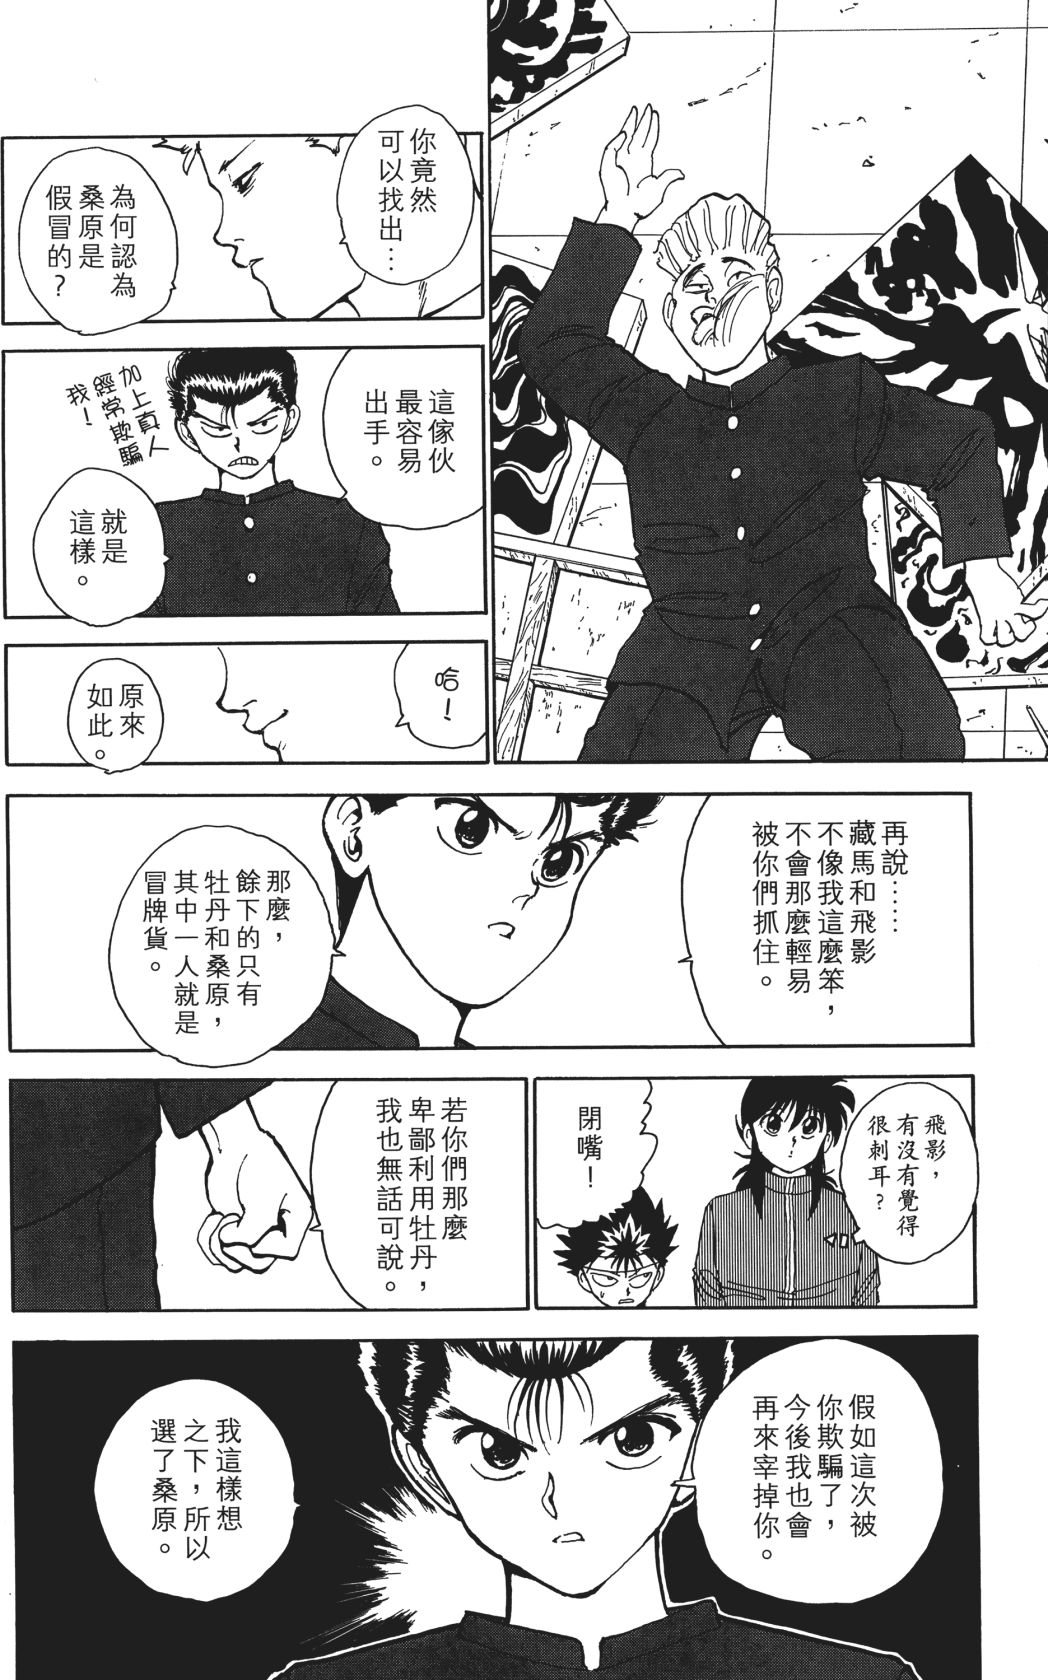 你竟然
可以找出…
為何認為
桑原是
假冒的?
這傢伙
最容易
出手。
加上真人
經常欺騙
我!
就是
這樣。
哈!
原來
如此。
再說……
藏馬和飛影
不像我這麼笨,
不會那麼輕易
被你們抓住。
那麼,
餘下的只有
牡丹和桑原,
其中一人就是
冒牌貨。
飛影,
有沒有覺得
很刺耳?
閉嘴!
若你們那麼
卑鄙利用牡丹,
我也無話可說。
假如這次被
你欺騙了,
今後我也會
再來宰掉你。
我這樣想
之下,所以
選了桑原。